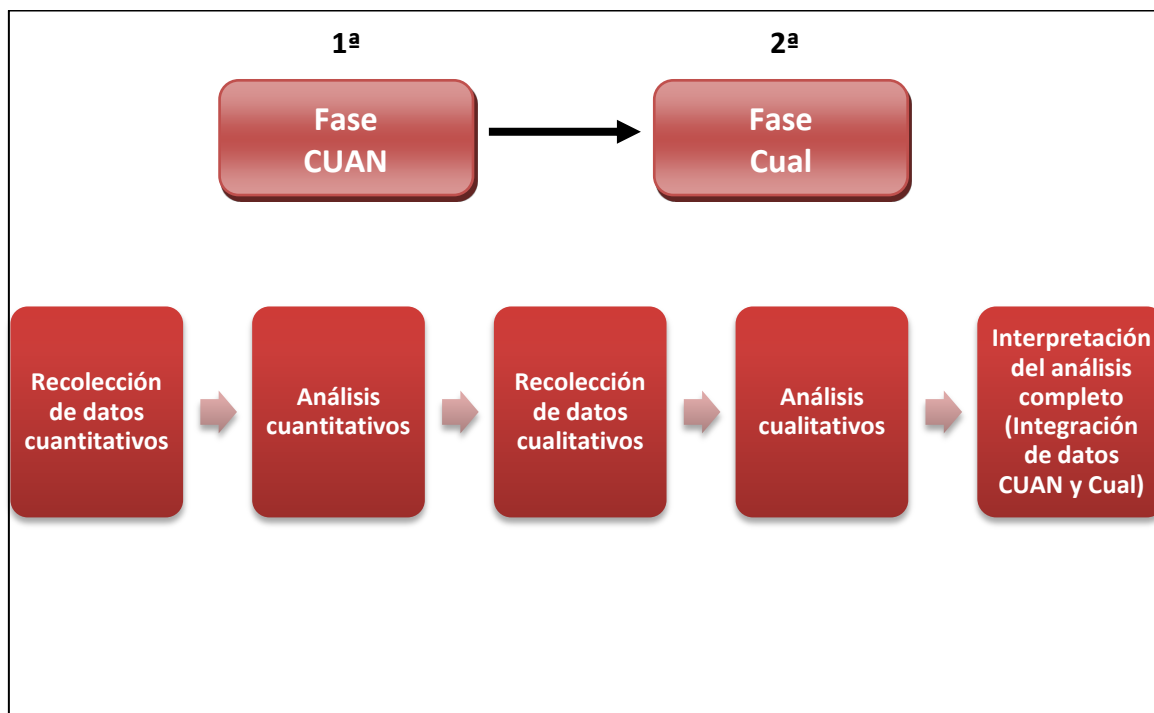 1ª
2ª
Fase
CUAN
Fase
Cual
Recolección
de datos
cuantitativos
Análisis
cuantitativos
Recolección
de datos
cualitativos
Análisis
cualitativos
Interpretación
del análisis
completo
(Integración
de datos
CUAN y Cual)